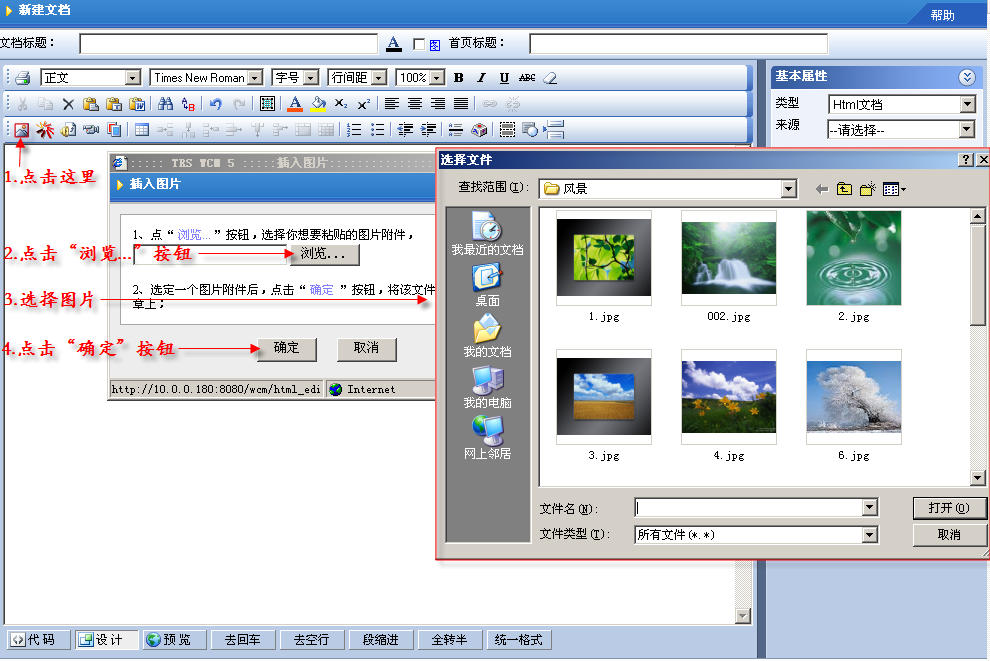 新建文档
帮助
文档标题：
A
图
首页标题：
正文
Times New Roman
字号
行间距
100%
B I U ABC
基本属性
类型
Html文档
来源
--请选择--
1.点击这里
::::: TRS WCM 5 :::::插入图片::::::::::::::::
插入图片
1、点“ 浏览... ”按钮，选择你想要粘贴的图片附件，
浏览...
2.点击“浏览...”按钮
2、选定一个图片附件后，点击“ 确定 ”按钮，将该文件
章上；
3.选择图片
4.点击“确定”按钮
确定
取消
http://10.0.0.180:8080/wcm/html_edi
Internet
选择文件
查找范围(I):
风景
我最近的文档
桌面
我的文档
我的电脑
网上邻居
1.jpg
002.jpg
2.jpg
3.jpg
4.jpg
6.jpg
文件名(N):
打开(O)
文件类型(T):
所有文件(*.*)
取消
代码
设计
预览
去回车
去空行
段缩进
全转半
统一格式